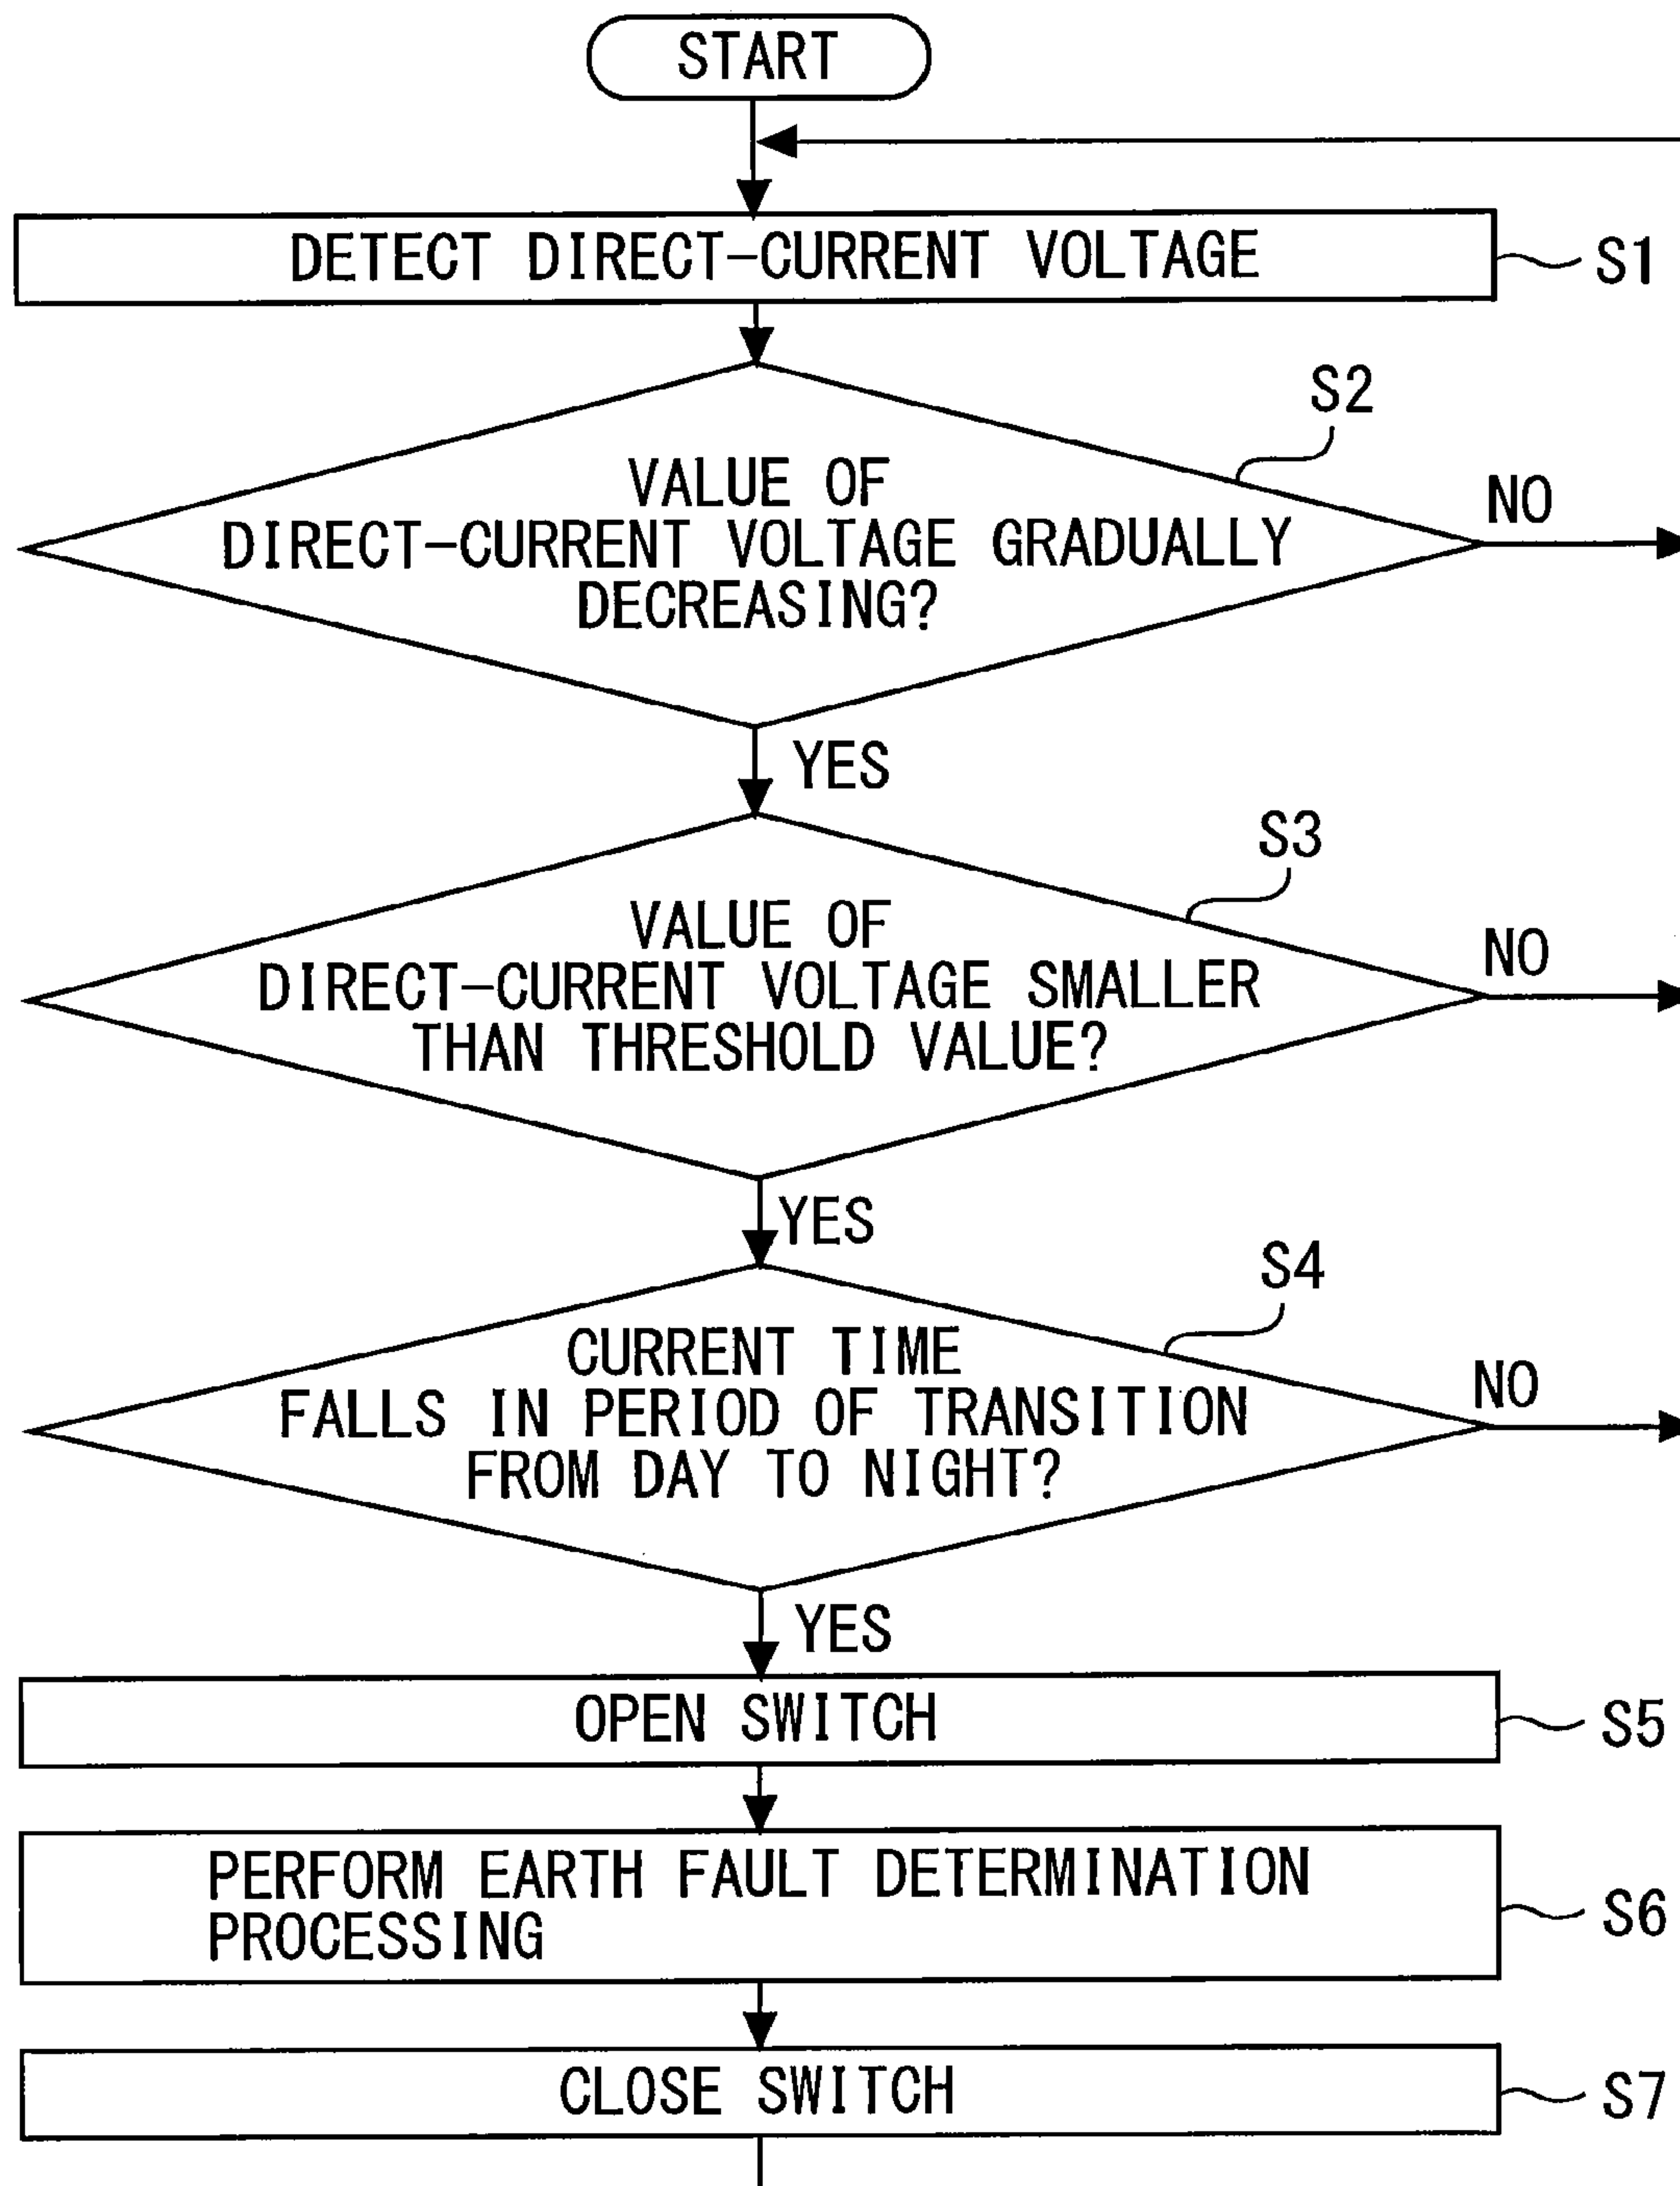 START
DETECT DIRECT-CURRENT VOLTAGE
S1
S2
VALUE OF
DIRECT-CURRENT VOLTAGE GRADUALLY
DECREASING?
NO
YES
S3
VALUE OF
DIRECT-CURRENT VOLTAGE SMALLER
THAN THRESHOLD VALUE?
NO
YES
S4
CURRENT TIME
FALLS IN PERIOD OF TRANSITION
FROM DAY TO NIGHT?
NO
YES
OPEN SWITCH
S5
PERFORM EARTH FAULT DETERMINATION
PROCESSING
S6
CLOSE SWITCH
S7